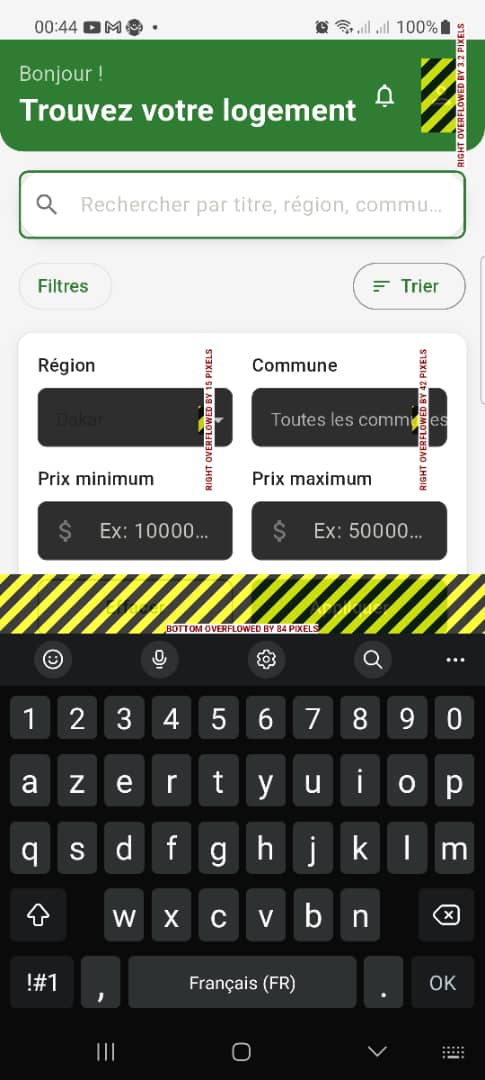 00:44
100%
Bonjour !
Trouvez votre logement
RIGHT OVERFLOWED BY 3.2 PIXELS
Rechercher par titre, région, commu...
Filtres
Trier
Région
Commune
Dakar
RIGHT OVERFLOWED BY 15 PIXELS
Toutes les communes
RIGHT OVERFLOWED BY 42 PIXELS
Prix minimum
Prix maximum
$ Ex: 10000...
$ Ex: 50000...
Effacer
Appliquer
BOTTOM OVERFLOWED BY 84 PIXELS
1 2 3 4 5 6 7 8 9 0
a z e r t y u i o p
q s d f g h j k l m
w x c v b n
!#1 , Français (FR) . OK